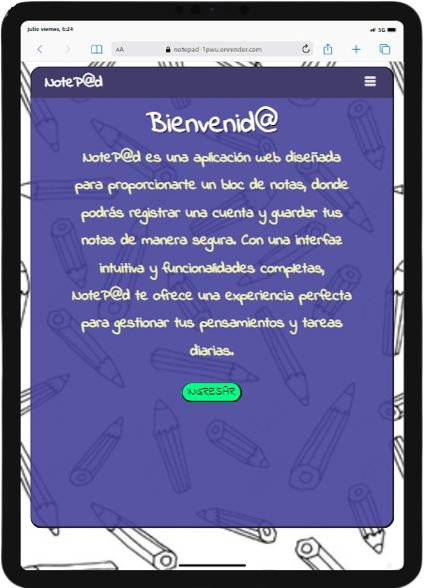 julio viernes, 6:24
5G
AA
notepad-1pwu.onrender.com
NoteP@d
Bienvenid@
NoteP@d es una aplicación web diseñada
para proporcionarte un bloc de notas, donde
podrás registrar una cuenta y guardar tus
notas de manera segura. Con una interfaz
intuitiva y funcionalidades completas,
NoteP@d te ofrece una experiencia perfecta
para gestionar tus pensamientos y tareas
diarias.
INGRESAR